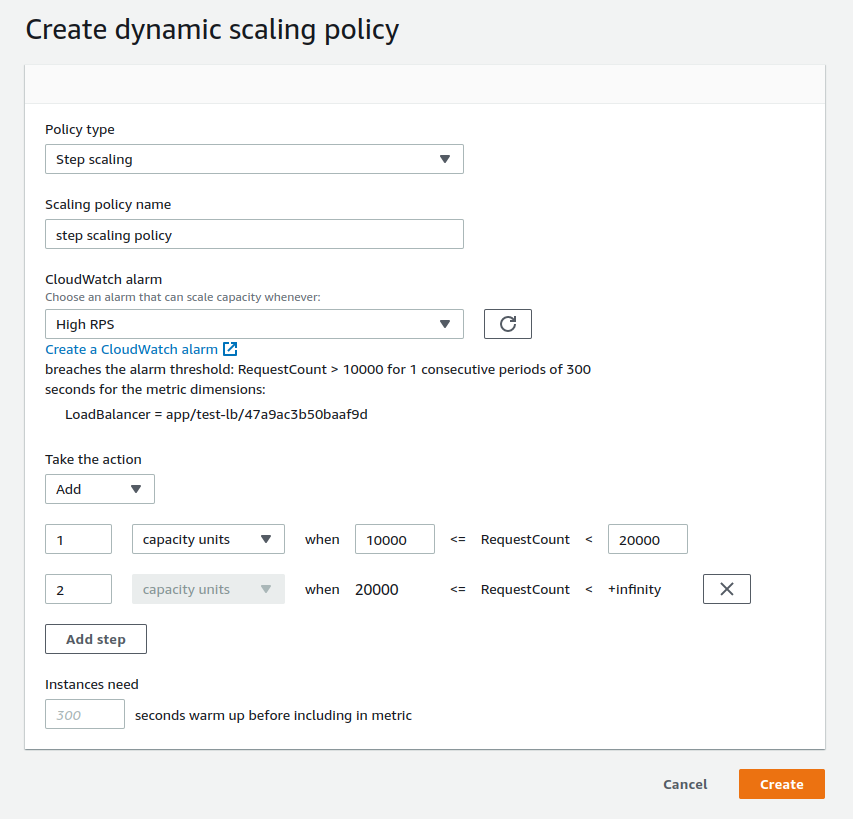 Create dynamic scaling policy
Policy type
Step scaling
Scaling policy name
step scaling policy
CloudWatch alarm
Choose an alarm that can scale capacity whenever:
High RPS
Create a CloudWatch alarm
breaches the alarm threshold: RequestCount > 10000 for 1 consecutive periods of 300
seconds for the metric dimensions:
LoadBalancer = app/test-lb/47a9ac3b50baaf9d
Take the action
Add
1 capacity units when 10000 <= RequestCount < 20000
2 capacity units when 20000 <= RequestCount < +infinity
Add step
Instances need
300 seconds warm up before including in metric
Cancel Create